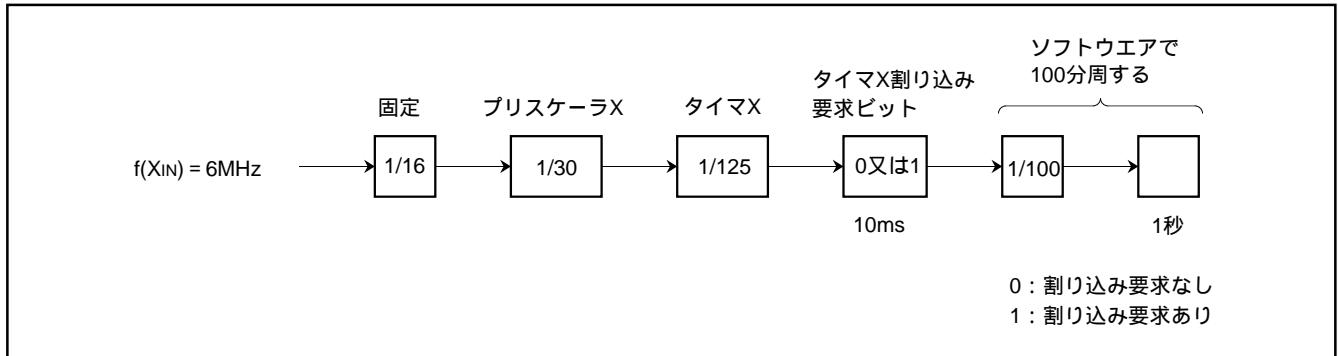 ソフトウエアで
100分周する
タイマX割り込み
要求ビット
固定
プリスケーラX
タイマX
f(XIN) = 6MHz
1/16
1/30
1/125
0又は1
1/100
10ms
1秒
0：割り込み要求なし
1：割り込み要求あり